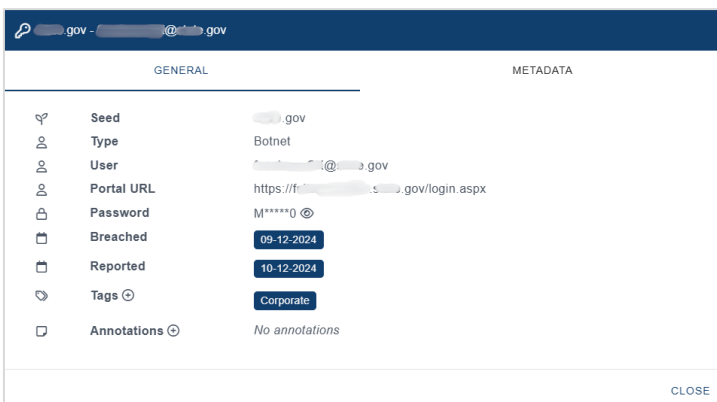 .gov - @ .gov
GENERAL METADATA
Seed .gov
Type Botnet
User @ .gov
Portal URL https://f .gov/login.aspx
Password M*****0
Breached 09-12-2024
Reported 10-12-2024
Tags Corporate
Annotations No annotations
CLOSE